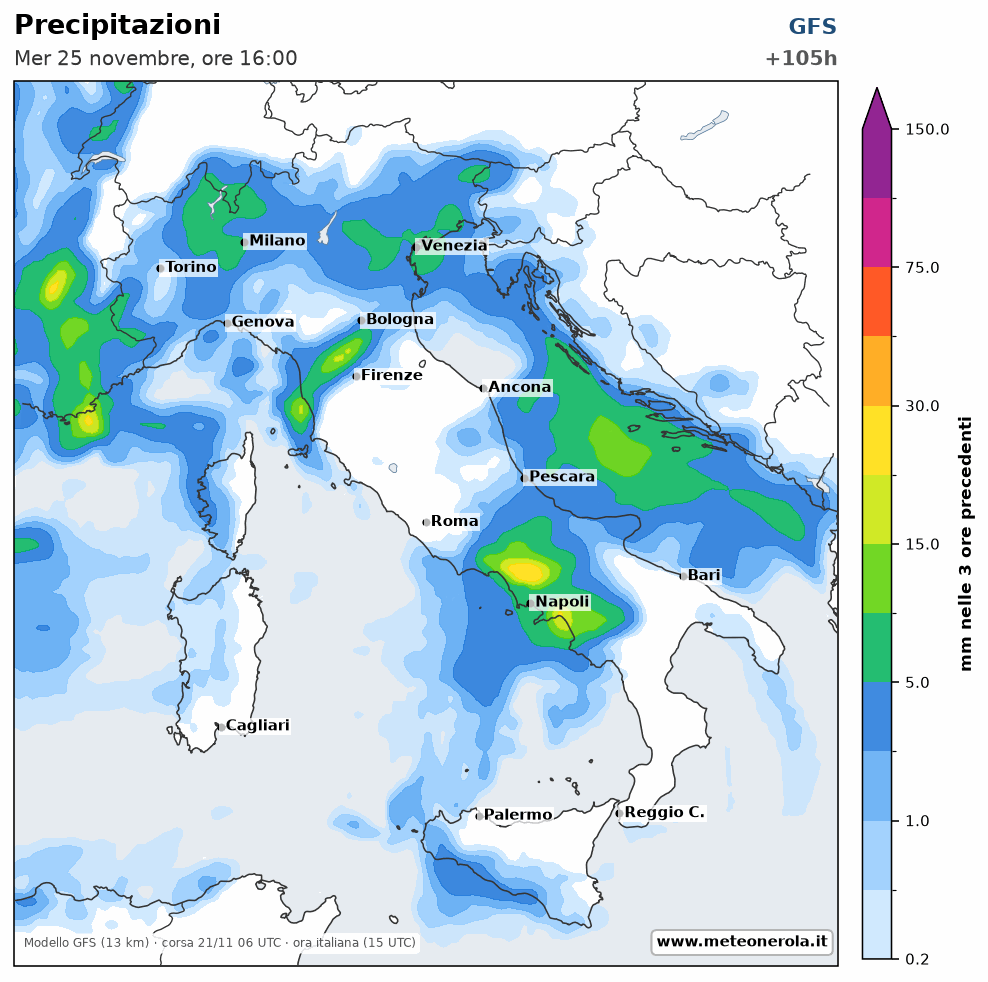 Precipitazioni
GFS
Mer 25 novembre, ore 16:00
+105h
150.0
75.0
30.0
15.0
5.0
1.0
0.2
mm nelle 3 ore precedenti
Milano
Venezia
Torino
Genova
Bologna
Firenze
Ancona
Pescara
Roma
Bari
Napoli
Cagliari
Palermo
Reggio C.
Modello GFS (13 km) · corsa 21/11 06 UTC · ora italiana (15 UTC)
www.meteonerola.it